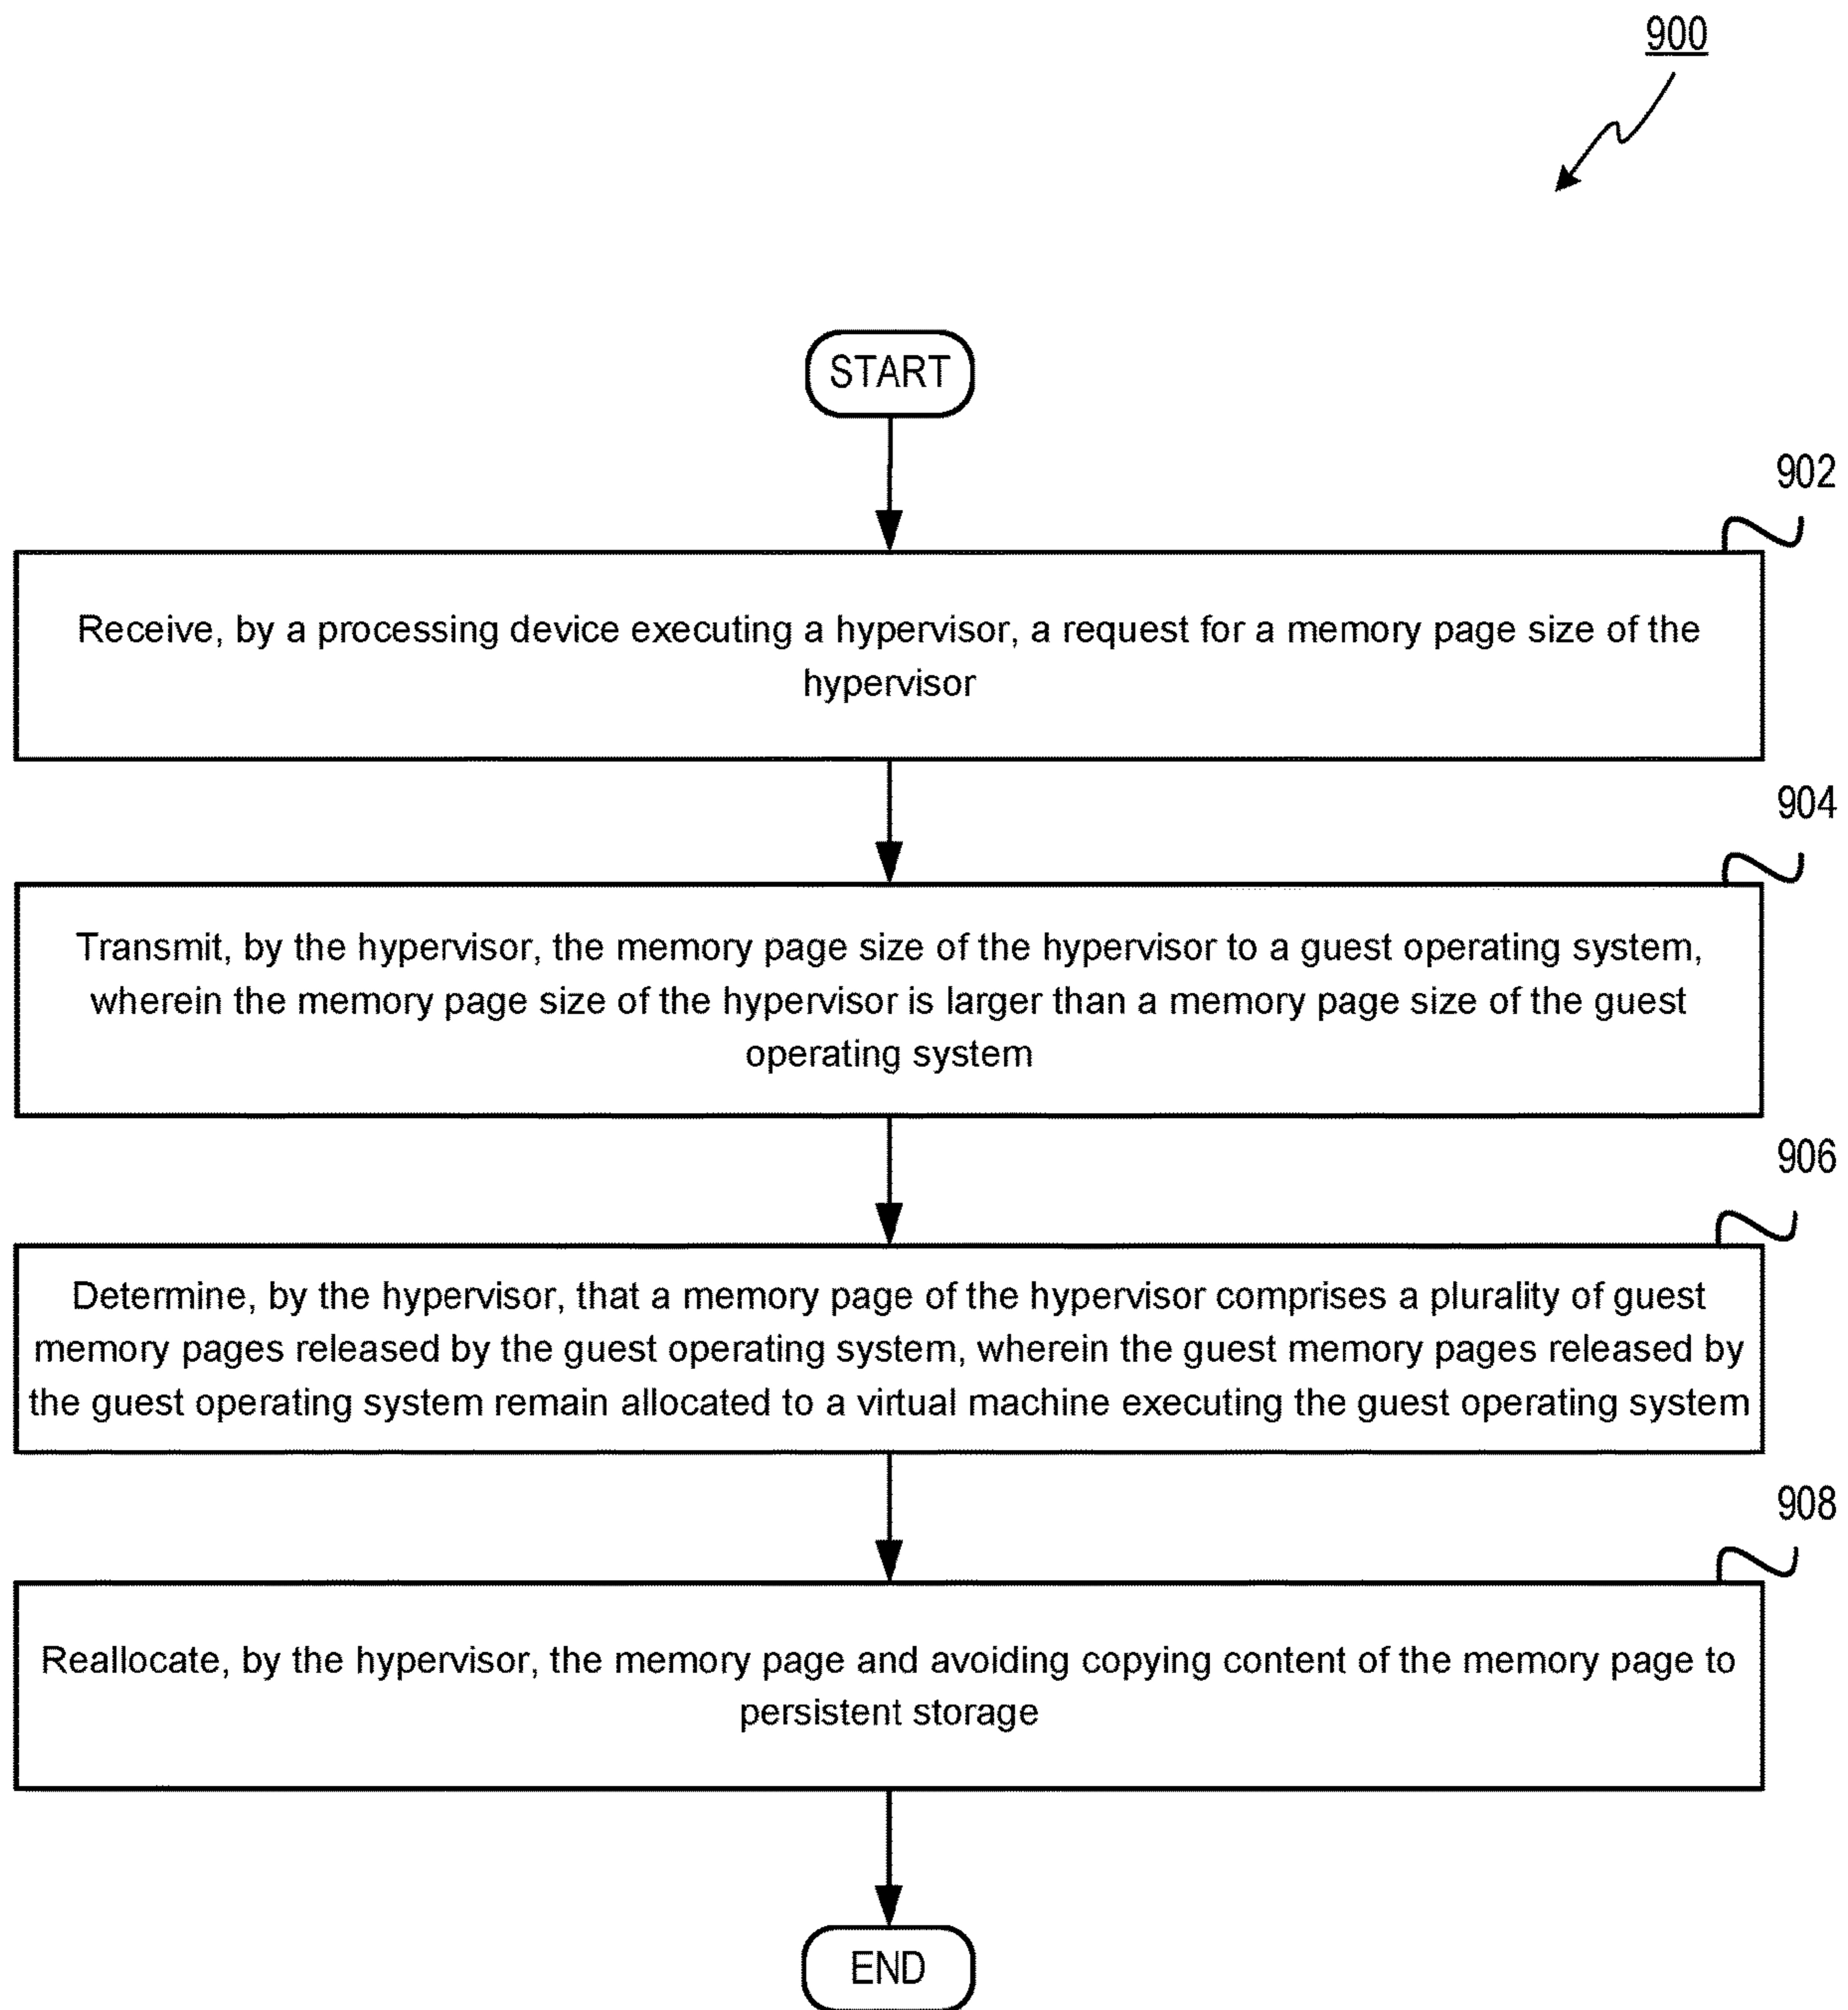 900
START
902
Receive, by a processing device executing a hypervisor, a request for a memory page size of the
hypervisor
904
Transmit, by the hypervisor, the memory page size of the hypervisor to a guest operating system,
wherein the memory page size of the hypervisor is larger than a memory page size of the guest
operating system
906
Determine, by the hypervisor, that a memory page of the hypervisor comprises a plurality of guest
memory pages released by the guest operating system, wherein the guest memory pages released by
the guest operating system remain allocated to a virtual machine executing the guest operating system
908
Reallocate, by the hypervisor, the memory page and avoiding copying content of the memory page to
persistent storage
END